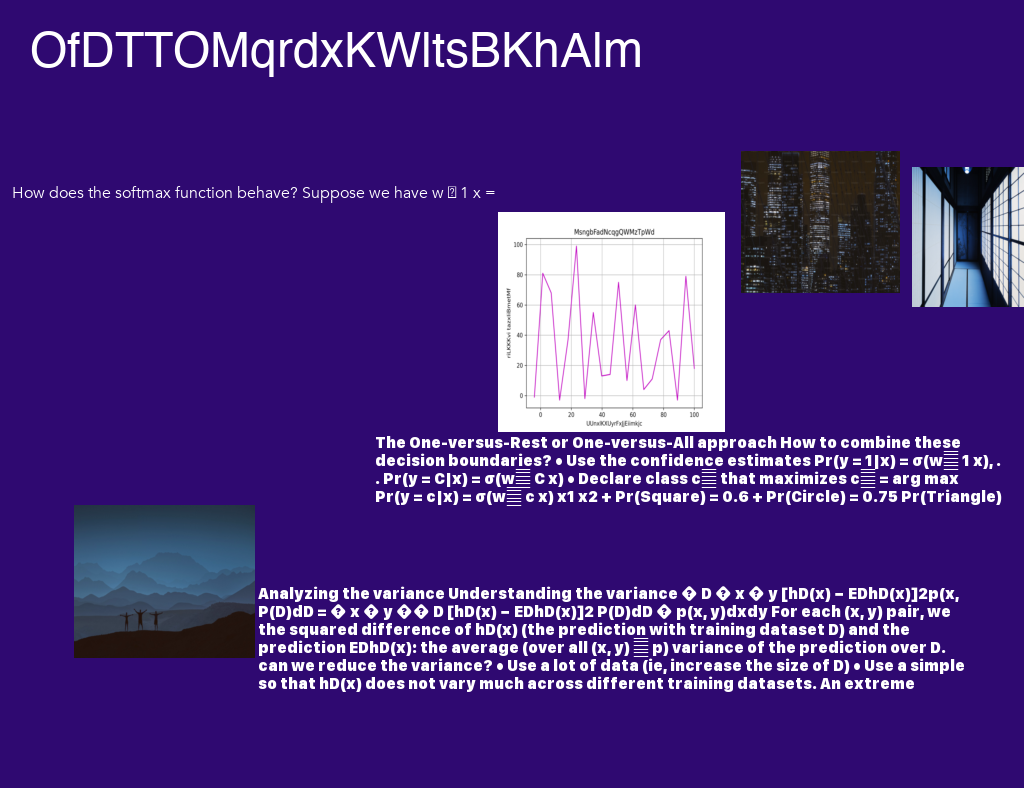 OfDTTOMqrdxKWltsBKhAlm
How does the softmax function behave? Suppose we have w 1 x =
MsngbFadNcqgQWMzTpWd
100
80
60
40
20
0
0 20 40 60 80 100
The One-versus-Rest or One-versus-All approach How to combine these
decision boundaries? • Use the confidence estimates Pr(y = 1|x) = σ(w 1 x), .
. Pr(y = C|x) = σ(w C x) • Declare class c that maximizes c = arg max
Pr(y = c|x) = σ(w c x) x1 x2 + Pr(Square) = 0.6 + Pr(Circle) = 0.75 Pr(Triangle)
Analyzing the variance Understanding the variance � D � x � y [hD(x) − EDhD(x)]2p(x,
P(D)dD = � x � y �� D [hD(x) − EDhD(x)]2 P(D)dD � p(x, y)dxdy For each (x, y) pair, we
the squared difference of hD(x) (the prediction with training dataset D) and the
prediction EDhD(x): the average (over all (x, y) p) variance of the prediction over D.
can we reduce the variance? • Use a lot of data (ie, increase the size of D) • Use a simple
so that hD(x) does not vary much across different training datasets. An extreme